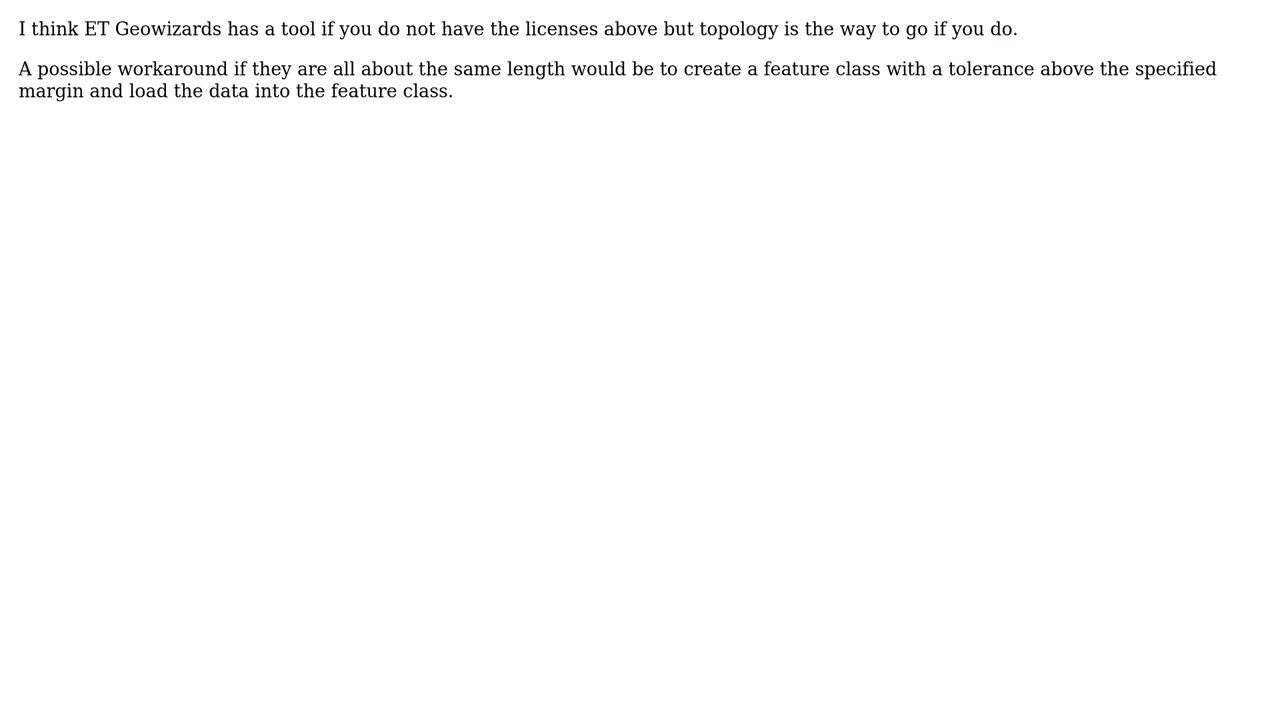 I think ET Geowizards has a tool if you do not have the licenses above but topology is the way to go if you do.
A possible workaround if they are all about the same length would be to create a feature class with a tolerance above the specified
margin and load the data into the feature class.